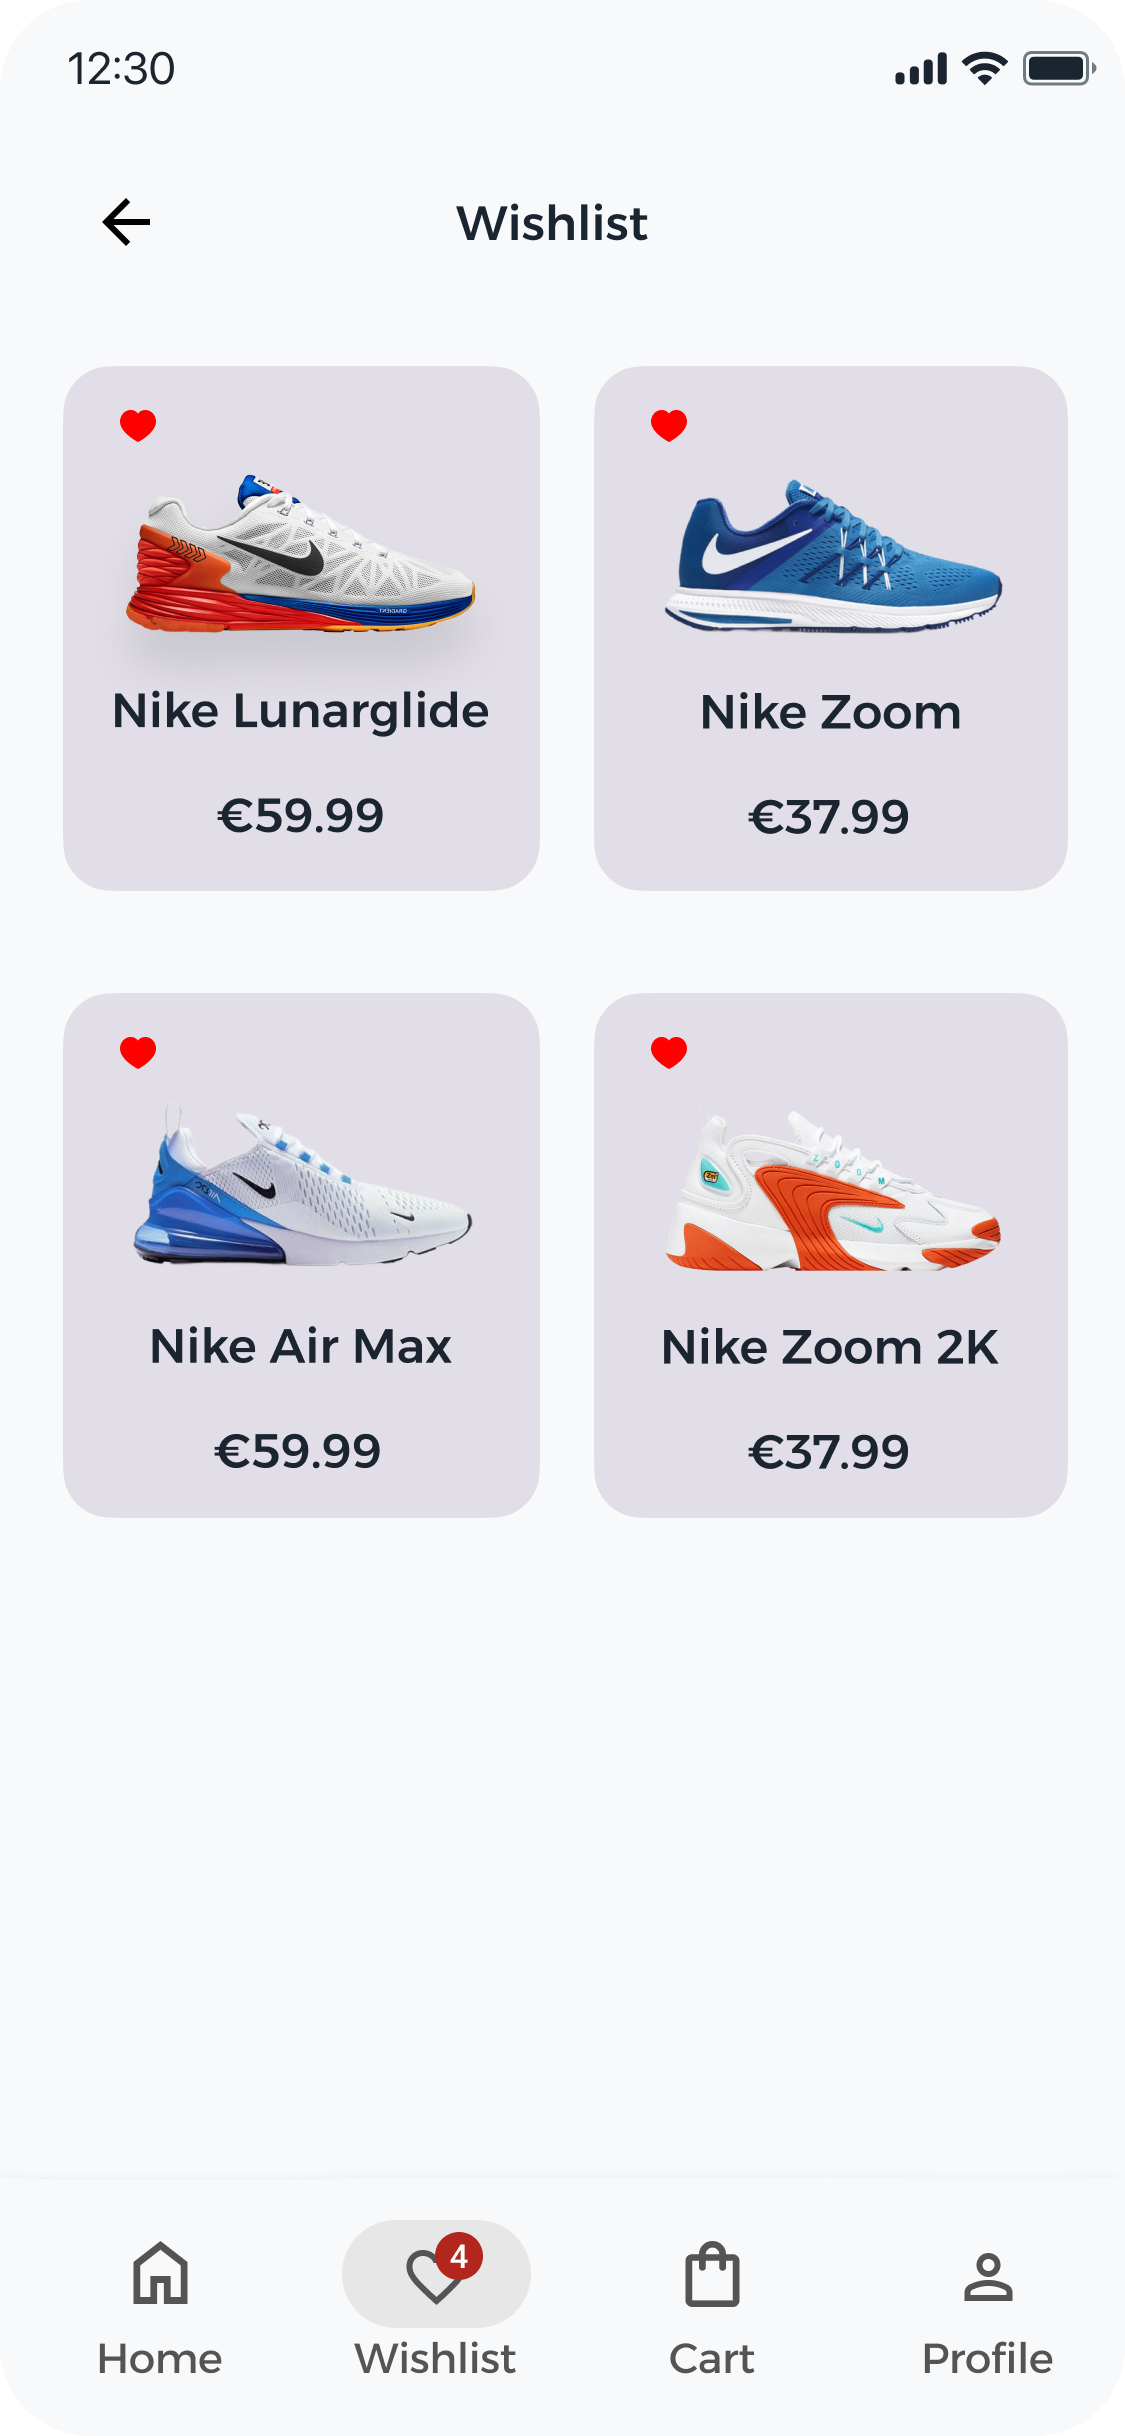 12:30
Wishlist
Nike Lunarglide
€59.99
Nike Zoom
€37.99
Nike Air Max
€59.99
Nike Zoom 2K
€37.99
4
Home
Wishlist
Cart
Profile